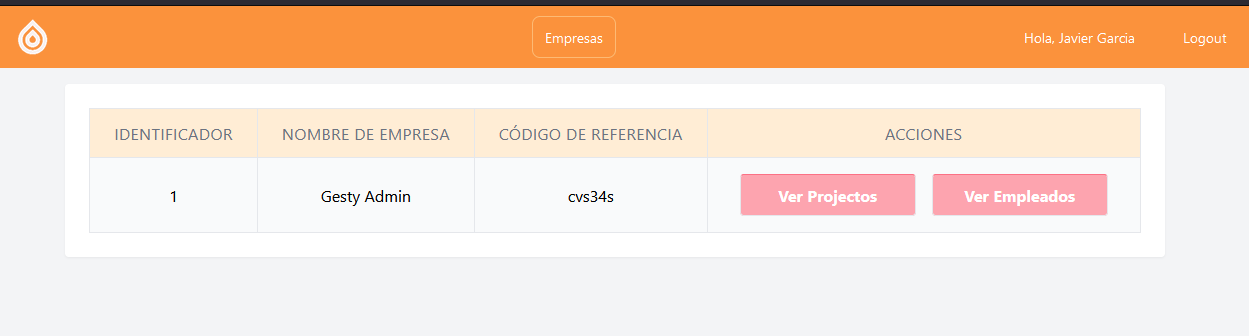 Empresas
Hola, Javier Garcia
Logout
IDENTIFICADOR NOMBRE DE EMPRESA CÓDIGO DE REFERENCIA ACCIONES
1 Gesty Admin cvs34s Ver Projectos Ver Empleados